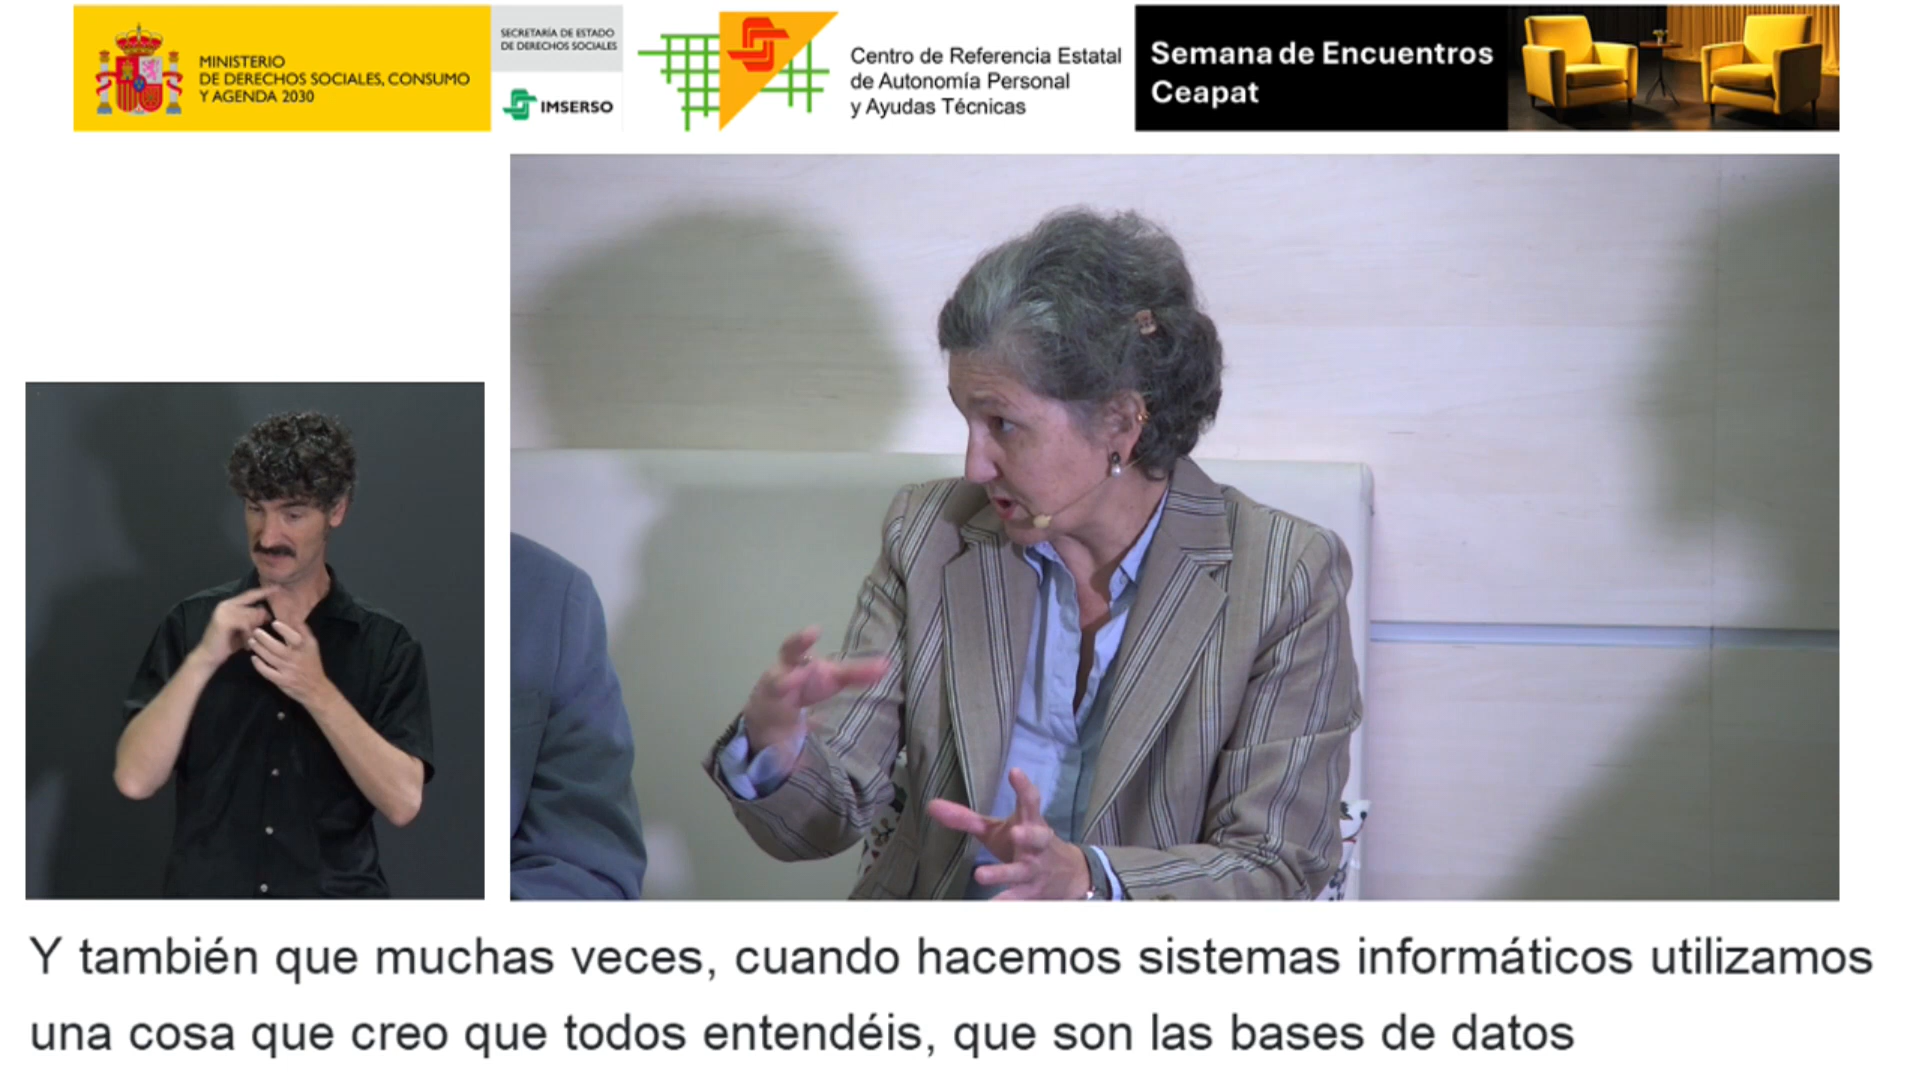 MINISTERIO
DE DERECHOS SOCIALES, CONSUMO
Y AGENDA 2030
SECRETARÍA DE ESTADO
DE DERECHOS SOCIALES
IMSERSO
Centro de Referencia Estatal
de Autonomía Personal
y Ayudas Técnicas
Semana de Encuentros
Ceapat
Y también que muchas veces, cuando hacemos sistemas informáticos utilizamos
una cosa que creo que todos entendéis, que son las bases de datos